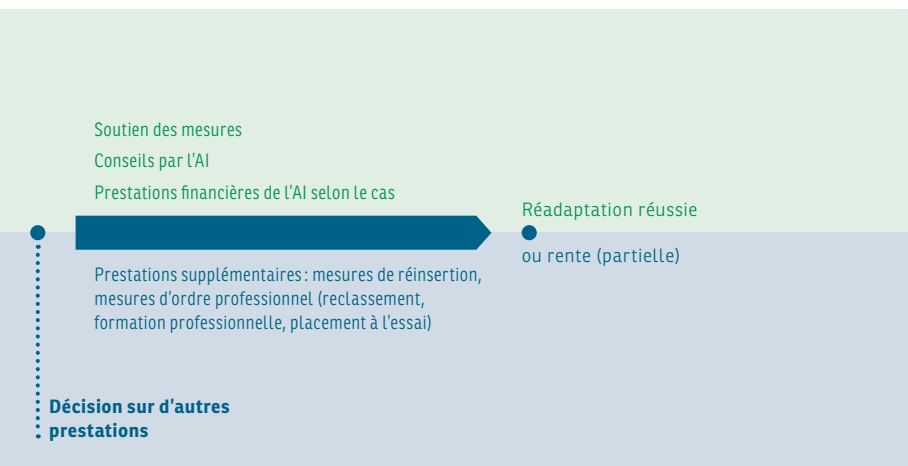 Soutien des mesures
Conseils par l'AI
Prestations financières de l'AI selon le cas
Réadaptation réussie
ou rente (partielle)
Prestations supplémentaires : mesures de réinsertion,
mesures d'ordre professionnel (reclassement,
formation professionnelle, placement à l'essai)
Décision sur d'autres
prestations